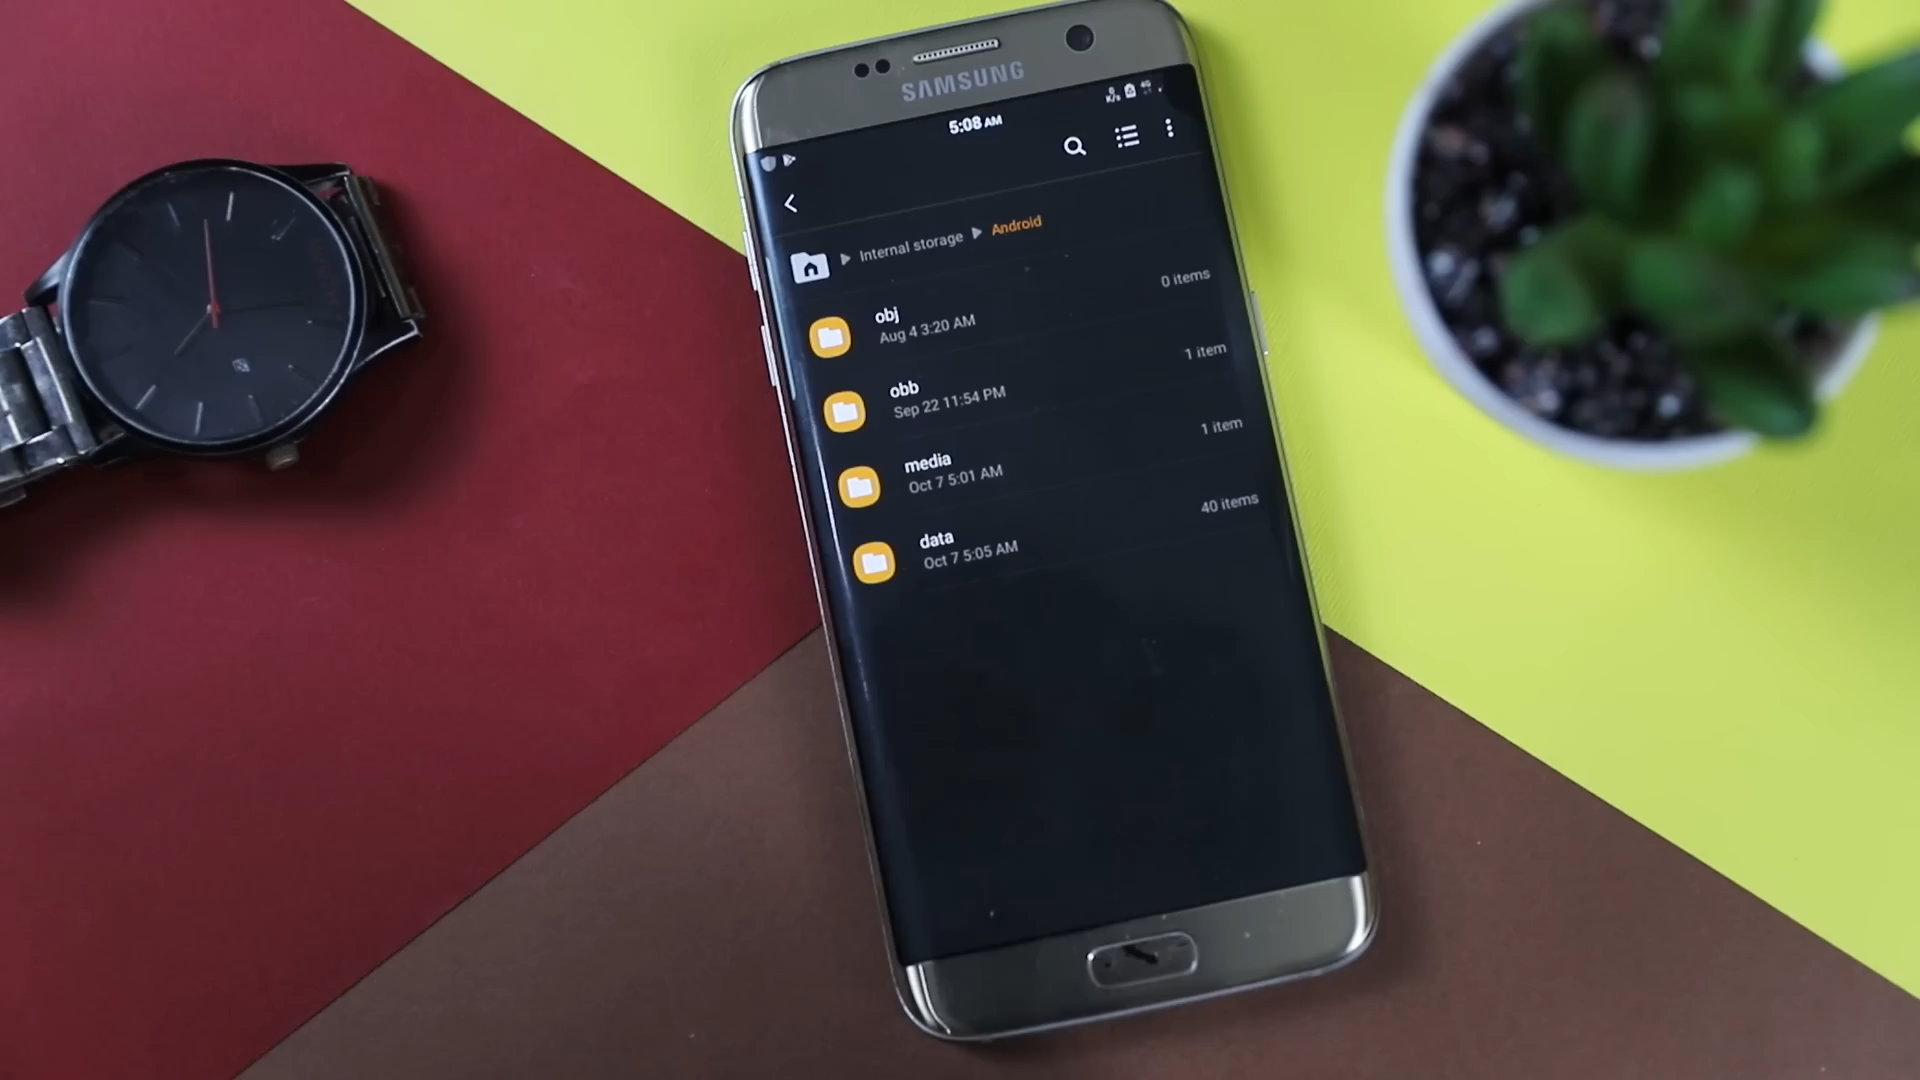 SAMSUNG
0
K/s
4G
5:08 AM
Internal storage
Android
obj
Aug 4 3:20 AM
0 items
obb
Sep 22 11:54 PM
1 item
media
Oct 7 5:01 AM
1 item
data
Oct 7 5:05 AM
40 items